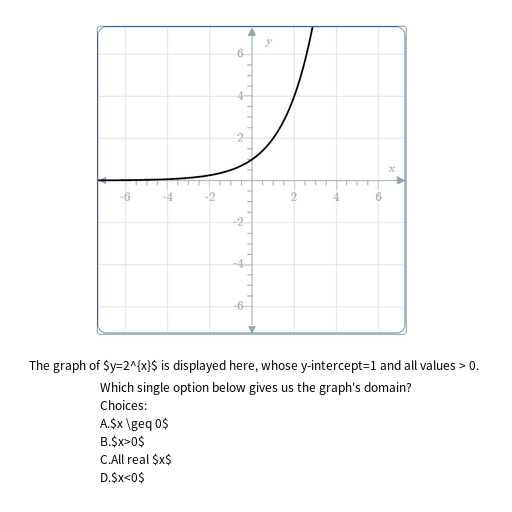 y
6
4
2
x
-6
-4
-2
2
4
6
-2
-4
-6
The graph of $y=2^{x}$ is displayed here, whose y-intercept=1 and all values > 0.
Which single option below gives us the graph's domain?
Choices:
A.$x \geq 0$
B.$x>0$
C.All real $x$
D.$x<0$